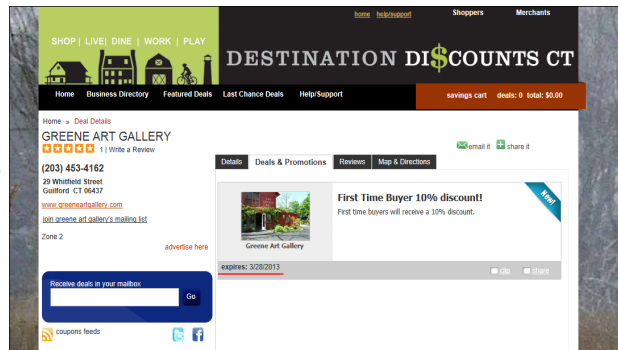 home help/support Shoppers Merchants
SHOP | LIVE| DINE | WORK | PLAY
DESTINATION DI$COUNTS CT
Home Business Directory Featured Deals Last Chance Deals Help/Support savings cart deals: 0 total: $0.00
Home » Deal Details
GREENE ART GALLERY
1 | Write a Review
email it share it
(203) 453-4162
29 Whitfield Street
Guilford CT 06437
www.greeneartgallery.com
join greene art gallery's mailing list
Zone 2
advertise here
Details Deals & Promotions Reviews Map & Directions
First Time Buyer 10% discount!
First time buyers will receive a 10% discount.
New!
Greene Art Gallery
expires: 3/28/2013
clip share
Receive deals in your mailbox
Go
coupons feeds